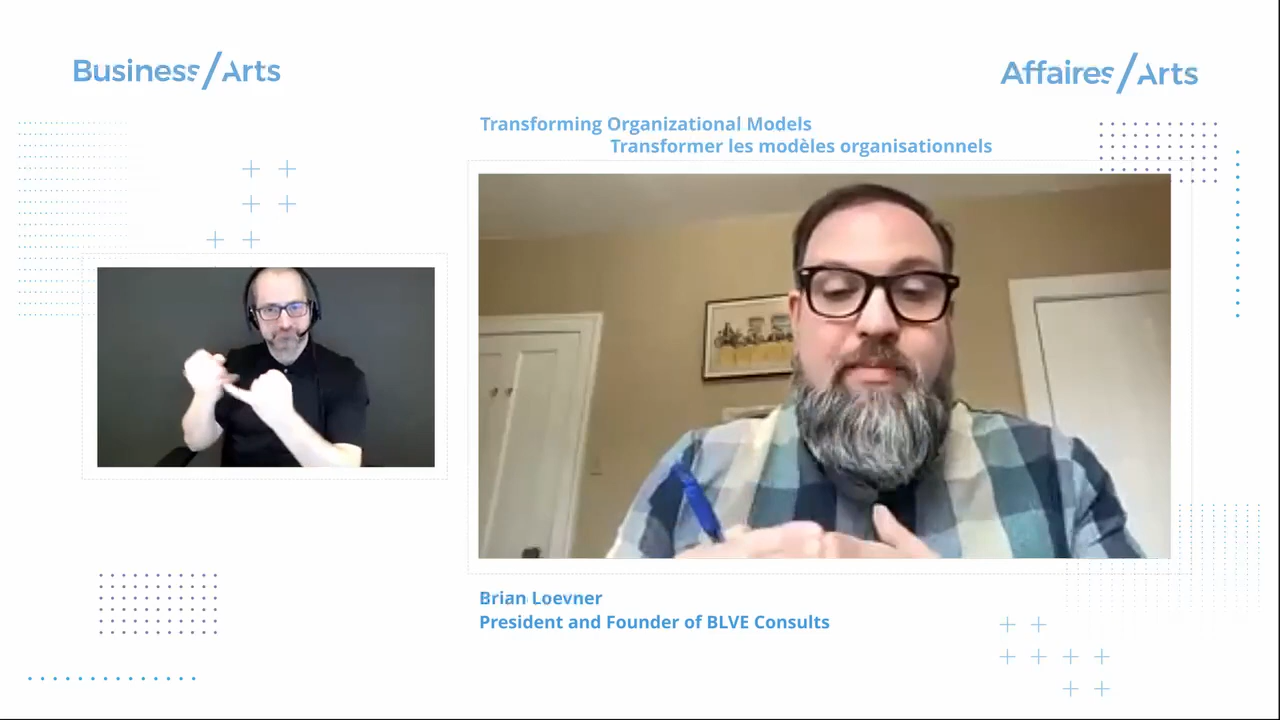 Business/Arts
Affaires/Arts
Transforming Organizational Models
Transformer les modèles organisationnels
Brian Loevner
President and Founder of BLVE Consults